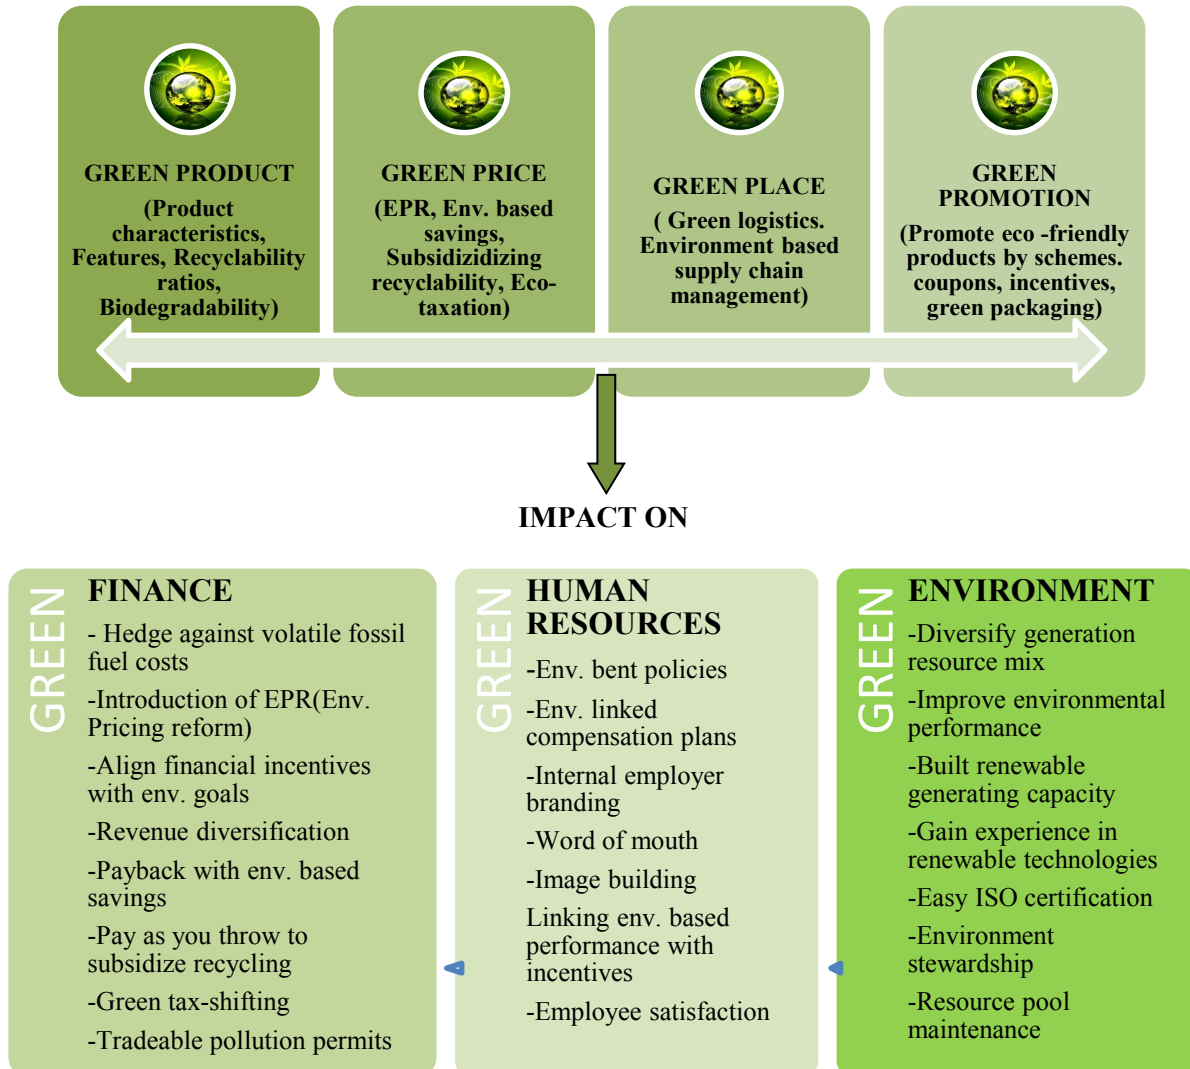 GREEN PRODUCT
(Product
characteristics,
Features, Recyclability
ratios,
Biodegradability)
GREEN PRICE
(EPR, Env. based
savings,
Subsidizidizing
recyclability, Eco-
taxation)
GREEN PLACE
( Green logistics.
Environment based
supply chain
management)
GREEN
PROMOTION
(Promote eco -friendly
products by schemes.
coupons, incentives,
green packaging)
IMPACT ON
GREEN
FINANCE
- Hedge against volatile fossil
fuel costs
-Introduction of EPR(Env.
Pricing reform)
-Align financial incentives
with env. goals
-Revenue diversification
-Payback with env. based
savings
-Pay as you throw to
subsidize recycling
-Green tax-shifting
-Tradeable pollution permits
GREEN
HUMAN
RESOURCES
-Env. bent policies
-Env. linked
compensation plans
-Internal employer
branding
-Word of mouth
-Image building
Linking env. based
performance with
incentives
-Employee satisfaction
GREEN
ENVIRONMENT
-Diversify generation
resource mix
-Improve environmental
performance
-Built renewable
generating capacity
-Gain experience in
renewable technologies
-Easy ISO certification
-Environment
stewardship
-Resource pool
maintenance